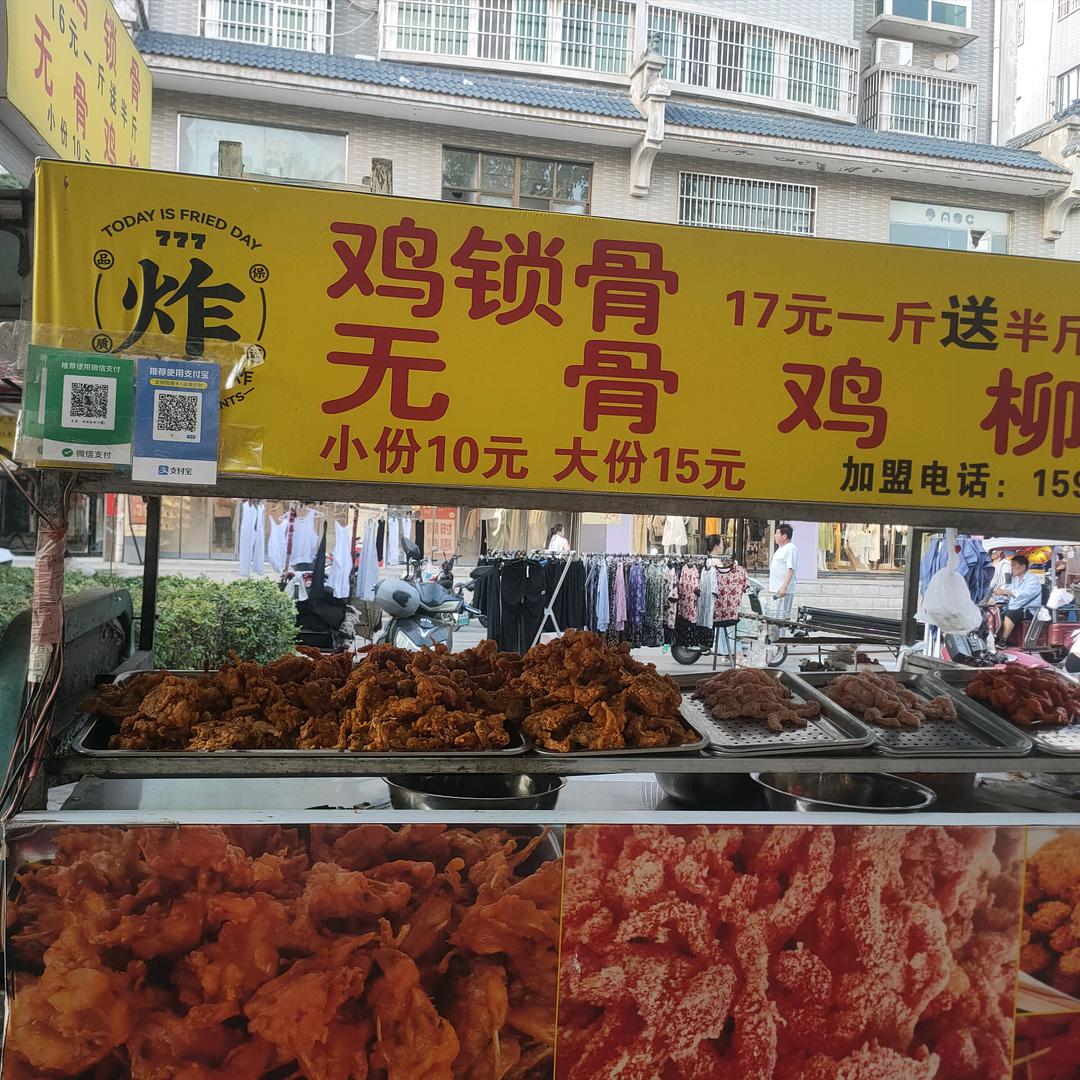 锁骨
16元一斤送半斤
无骨鸡
小份10元
TODAY IS FRIED DAY
777
品 保
炸
质
鸡锁骨
17元一斤送半斤
无骨鸡柳
小份10元 大份15元
加盟电话：159
推荐使用微信支付
微信支付
推荐使用支付宝
支付宝